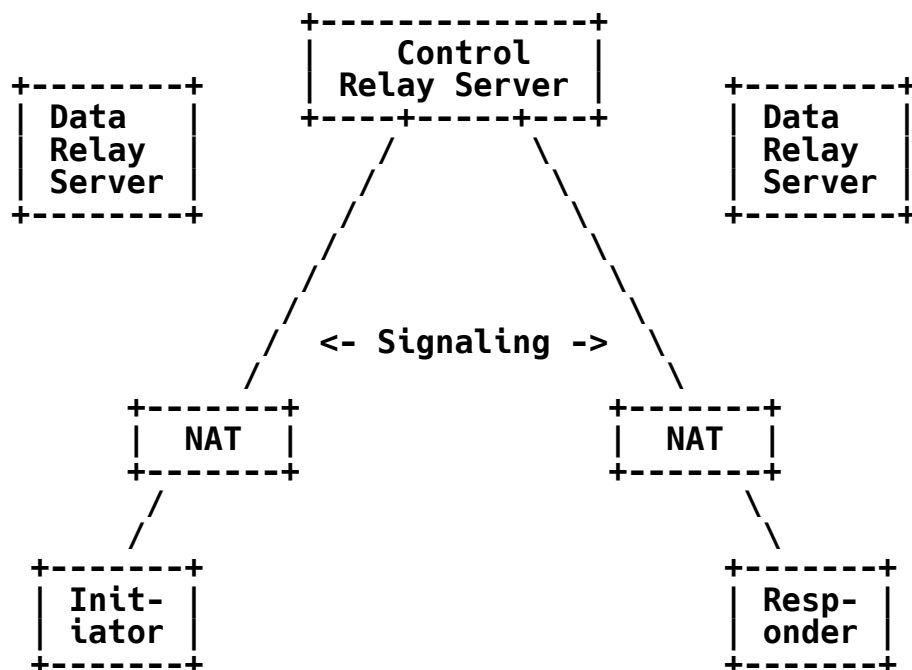 Control
Relay Server
Data
Relay
Server
Data
Relay
Server
<- Signaling ->
NAT
NAT
Init-
iator
Resp-
onder